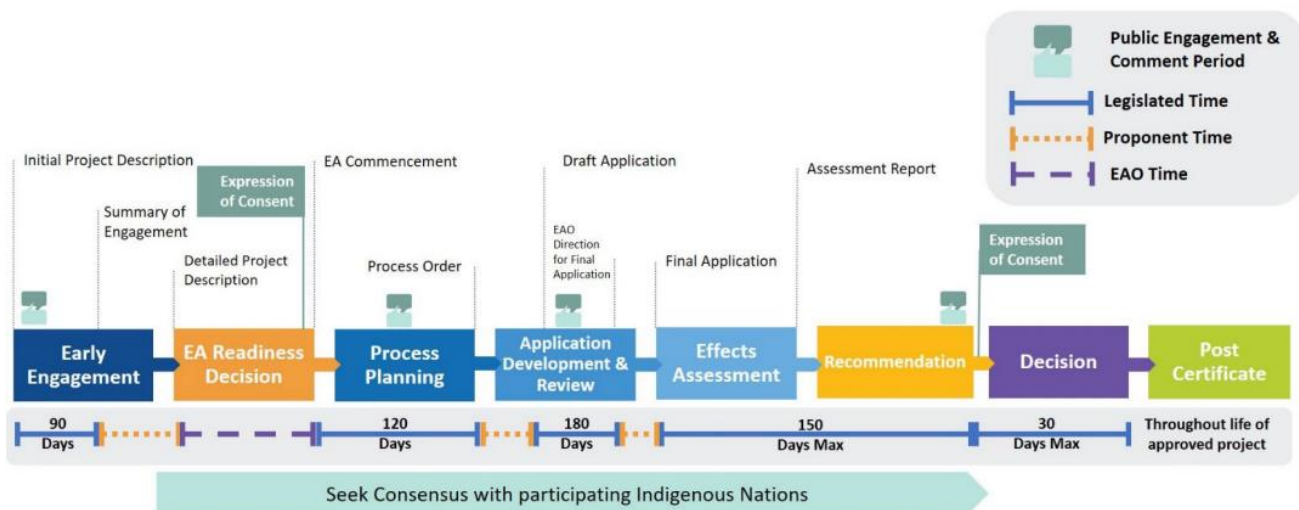 Public Engagement &
Comment Period
Legislated Time
Proponent Time
EAO Time
Initial Project Description
Expression
of Consent
EA Commencement
Draft Application
Assessment Report
Summary of
Engagement
Detailed Project
Description
Process Order
EAO
Direction
for Final
Application
Final Application
Expression
of Consent
Early
Engagement
EA Readiness
Decision
Process
Planning
Application
Development &
Review
Effects
Assessment
Recommendation
Decision
Post
Certificate
90
Days
120
Days
180
Days
150
Days Max
30
Days Max
Throughout life of
approved project
Seek Consensus with participating Indigenous Nations